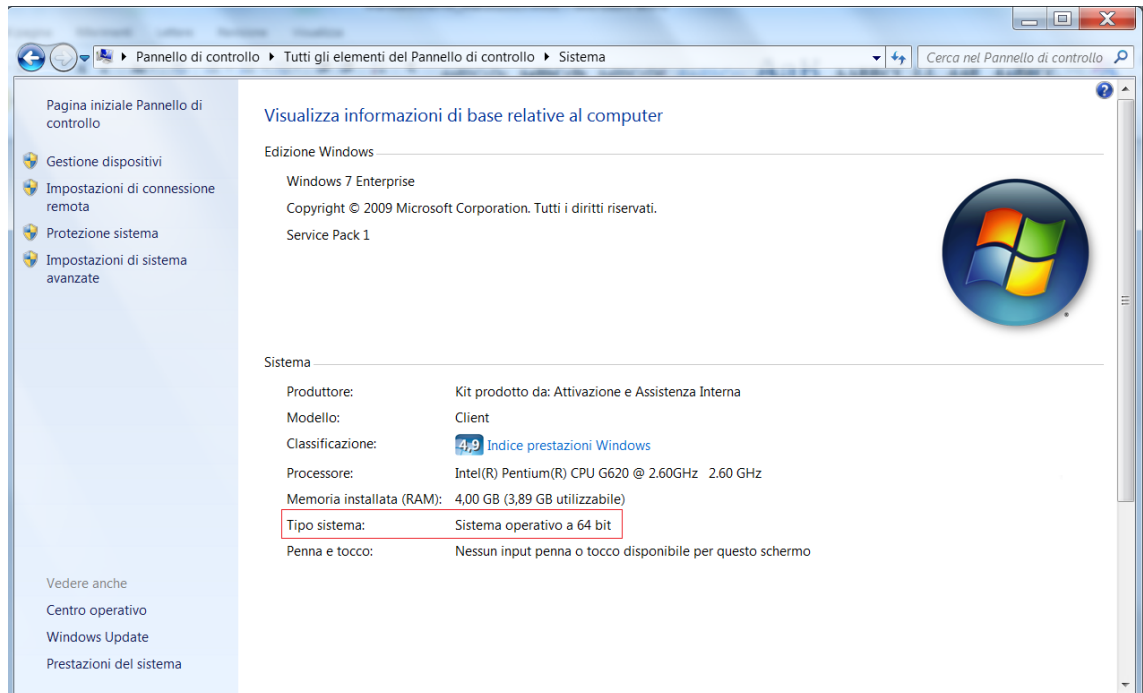 Pannello di controllo ▸ Tutti gli elementi del Pannello di controllo ▸ Sistema
Cerca nel Pannello di controllo
Pagina iniziale Pannello di
controllo
Gestione dispositivi
Impostazioni di connessione
remota
Protezione sistema
Impostazioni di sistema
avanzate
Vedere anche
Centro operativo
Windows Update
Prestazioni del sistema
Visualizza informazioni di base relative al computer
Edizione Windows
Windows 7 Enterprise
Copyright © 2009 Microsoft Corporation. Tutti i diritti riservati.
Service Pack 1
Sistema
Produttore: Kit prodotto da: Attivazione e Assistenza Interna
Modello: Client
Classificazione: 4,9 Indice prestazioni Windows
Processore: Intel(R) Pentium(R) CPU G620 @ 2.60GHz 2.60 GHz
Memoria installata (RAM): 4,00 GB (3,89 GB utilizzabile)
Tipo sistema: Sistema operativo a 64 bit
Penna e tocco: Nessun input penna o tocco disponibile per questo schermo